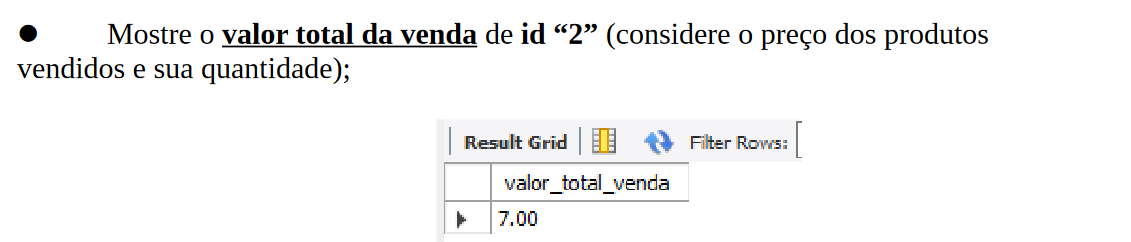 ● Mostre o valor total da venda de id “2” (considere o preço dos produtos
vendidos e sua quantidade);
Result Grid Filter Rows:
valor_total_venda
7.00